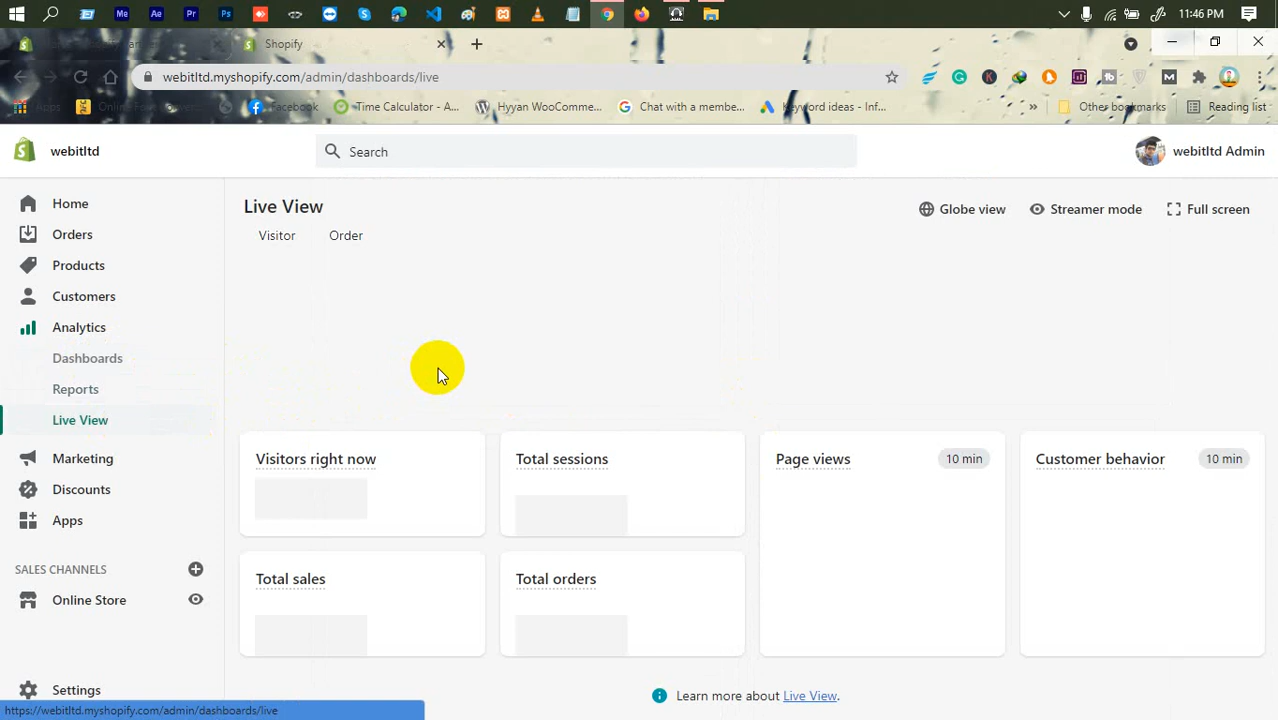 11:46 PM
Shopify
webitltd.myshopify.com/admin/dashboards/live
Apps
Facebook
Time Calculator - A...
Hyyan WooComme...
Chat with a membe...
Keyword ideas - Inf...
»
Other bookmarks
Reading list
webitltd
Search
webitltd Admin
Home
Orders
Products
Customers
Analytics
Dashboards
Reports
Live View
Marketing
Discounts
Apps
SALES CHANNELS
Online Store
Settings
Live View
Globe view
Streamer mode
Full screen
Visitor
Order
Visitors right now
Total sessions
Page views
10 min
Customer behavior
10 min
Total sales
Total orders
Learn more about Live View.
https://webitltd.myshopify.com/admin/dashboards/live